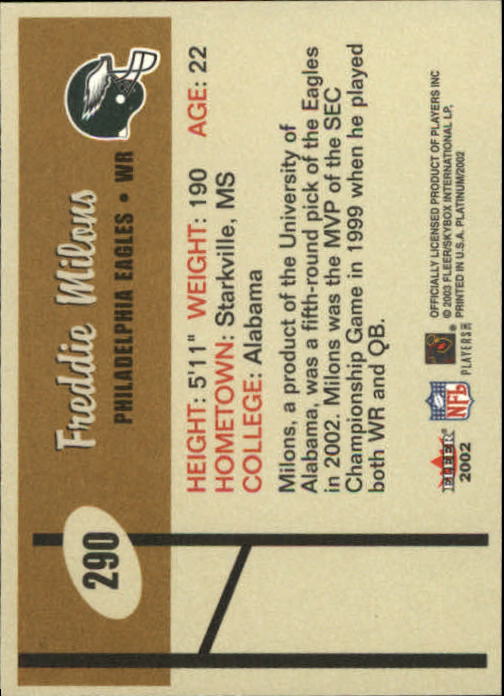 290
Freddie Milons
PHILADELPHIA EAGLES • WR
HEIGHT: 5'11" WEIGHT: 190 AGE: 22
HOMETOWN: Starkville, MS
COLLEGE: Alabama
Milons, a product of the University of
Alabama, was a fifth-round pick of the Eagles
in 2002. Milons was the MVP of the SEC
Championship Game in 1999 when he played
both WR and QB.
FLEER
2002
NFL
PLAYERS INC
OFFICIALLY LICENSED PRODUCT OF PLAYERS INC
© 2003 FLEER/SKYBOX INTERNATIONAL LP.
PRINTED IN U.S.A. PLATINUM/2002